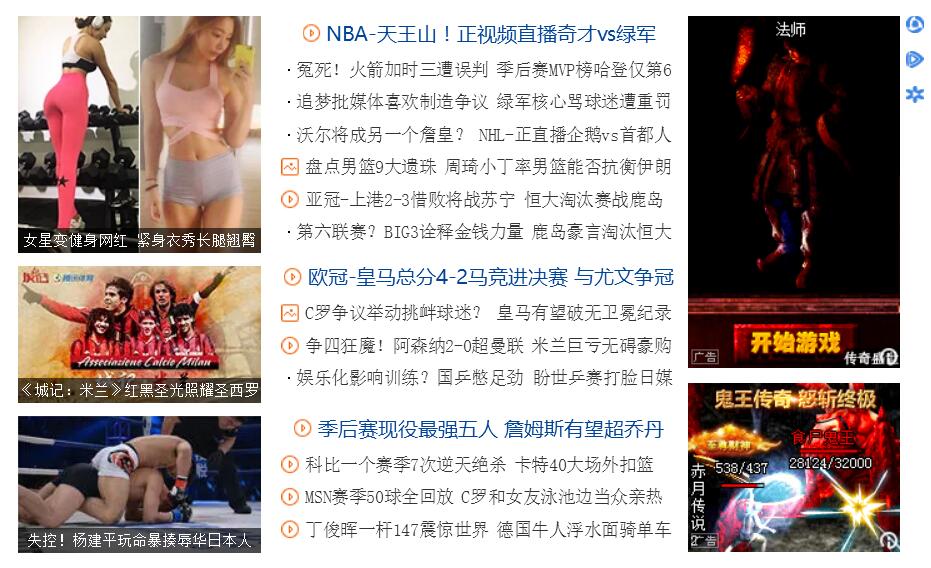 女星变健身网红 紧身衣秀长腿翘臀
腾讯体育
Associazione Calcio Milan
《城记：米兰》红黑圣光照耀圣西罗
失控！杨建平玩命暴揍辱华日本人
NBA-天王山！正视频直播奇才vs绿军
· 冤死！火箭加时三遭误判 季后赛MVP榜哈登仅第6
· 追梦批媒体喜欢制造争议 绿军核心骂球迷遭重罚
· 沃尔将成另一个詹皇？ NHL-正直播企鹅vs首都人
盘点男篮9大遗珠 周琦小丁率男篮能否抗衡伊朗
亚冠-上港2-3惜败将战苏宁 恒大淘汰赛战鹿岛
· 第六联赛？BIG3诠释金钱力量 鹿岛豪言淘汰恒大
欧冠-皇马总分4-2马竞进决赛 与尤文争冠
C罗争议举动挑衅球迷？ 皇马有望破无卫冕纪录
争四狂魔！阿森纳2-0超曼联 米兰巨亏无碍豪购
· 娱乐化影响训练？国乒憋足劲 盼世乒赛打脸日媒
季后赛现役最强五人 詹姆斯有望超乔丹
科比一个赛季7次逆天绝杀 卡特40大场外扣篮
MSN赛季50球全回放 C罗和女友泳池边当众亲热
丁俊晖一杆147震惊世界 德国牛人浮水面骑单车
法师
开始游戏
广告
传奇盛世
鬼王传奇 怒斩终极
至尊财神
食尸鬼王
538/437
28124/32000
赤月传说2
广告